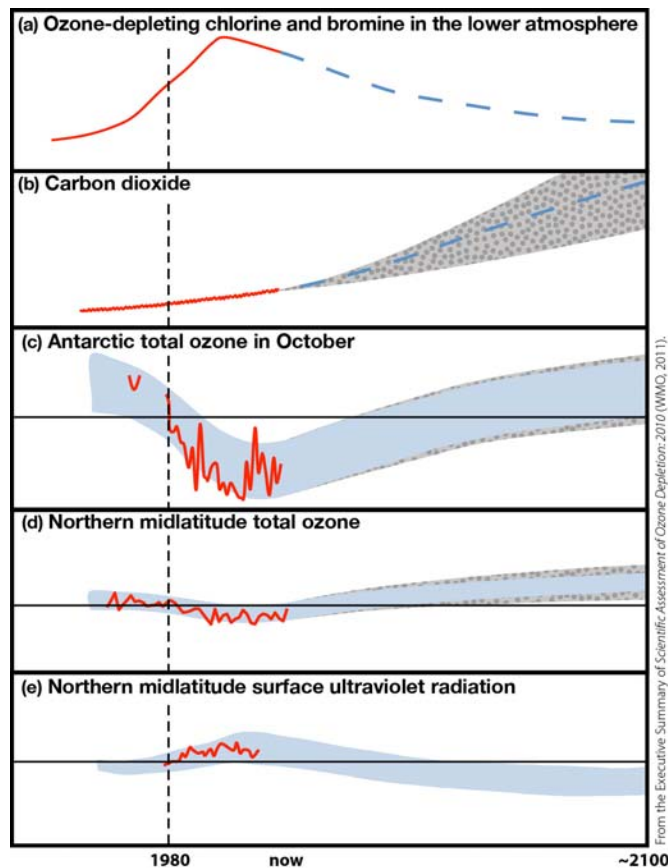 (a) Ozone-depleting chlorine and bromine in the lower atmosphere
(b) Carbon dioxide
(c) Antarctic total ozone in October
(d) Northern midlatitude total ozone
(e) Northern midlatitude surface ultraviolet radiation
1980 now ~2100
From the Executive Summary of Scientific Assessment of Ozone Depletion: 2010 (WMO, 2011).